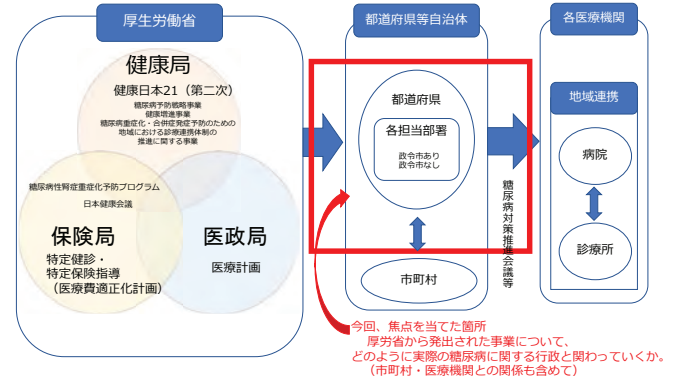 厚生労働省
健康局
健康日本21（第二次）
糖尿病予防戦略事業
健康増進事業
糖尿病重症化・合併症発症予防のための
地域における診療連携体制の
推進に関する事業
糖尿病性腎症重症化予防プログラム
日本健康会議
保険局
特定健診・
特定保険指導
（医療費適正化計画）
医政局
医療計画
都道府県等自治体
都道府県
各担当部署
政令市あり
政令市なし
市町村
糖尿病対策推進会議等
各医療機関
地域連携
病院
診療所
今回、焦点を当てた箇所
厚労省から発出された事業について、
どのように実際の糖尿病に関する行政と関わっていくか。
（市町村・医療機関との関係も含めて）